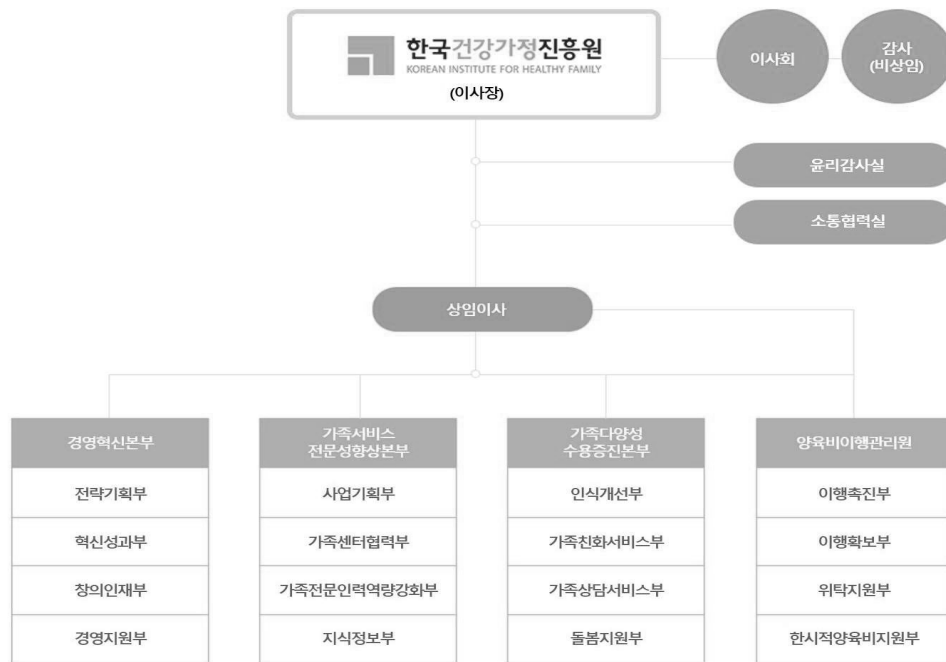 한국건강가정진흥원
KOREAN INSTITUTE FOR HEALTHY FAMILY
(이사장)
이사회
감사
(비상임)
윤리감사실
소통협력실
상임이사
경영혁신본부
전략기획부
혁신성과부
창의인재부
경영지원부
가족서비스
전문성향상본부
사업기획부
가족센터협력부
가족전문인력역량강화부
지식정보부
가족다양성
수용증진본부
인식개선부
가족친화서비스부
가족상담서비스부
돌봄지원부
양육비이행관리원
이행촉진부
이행확보부
위탁지원부
한시적양육비지원부